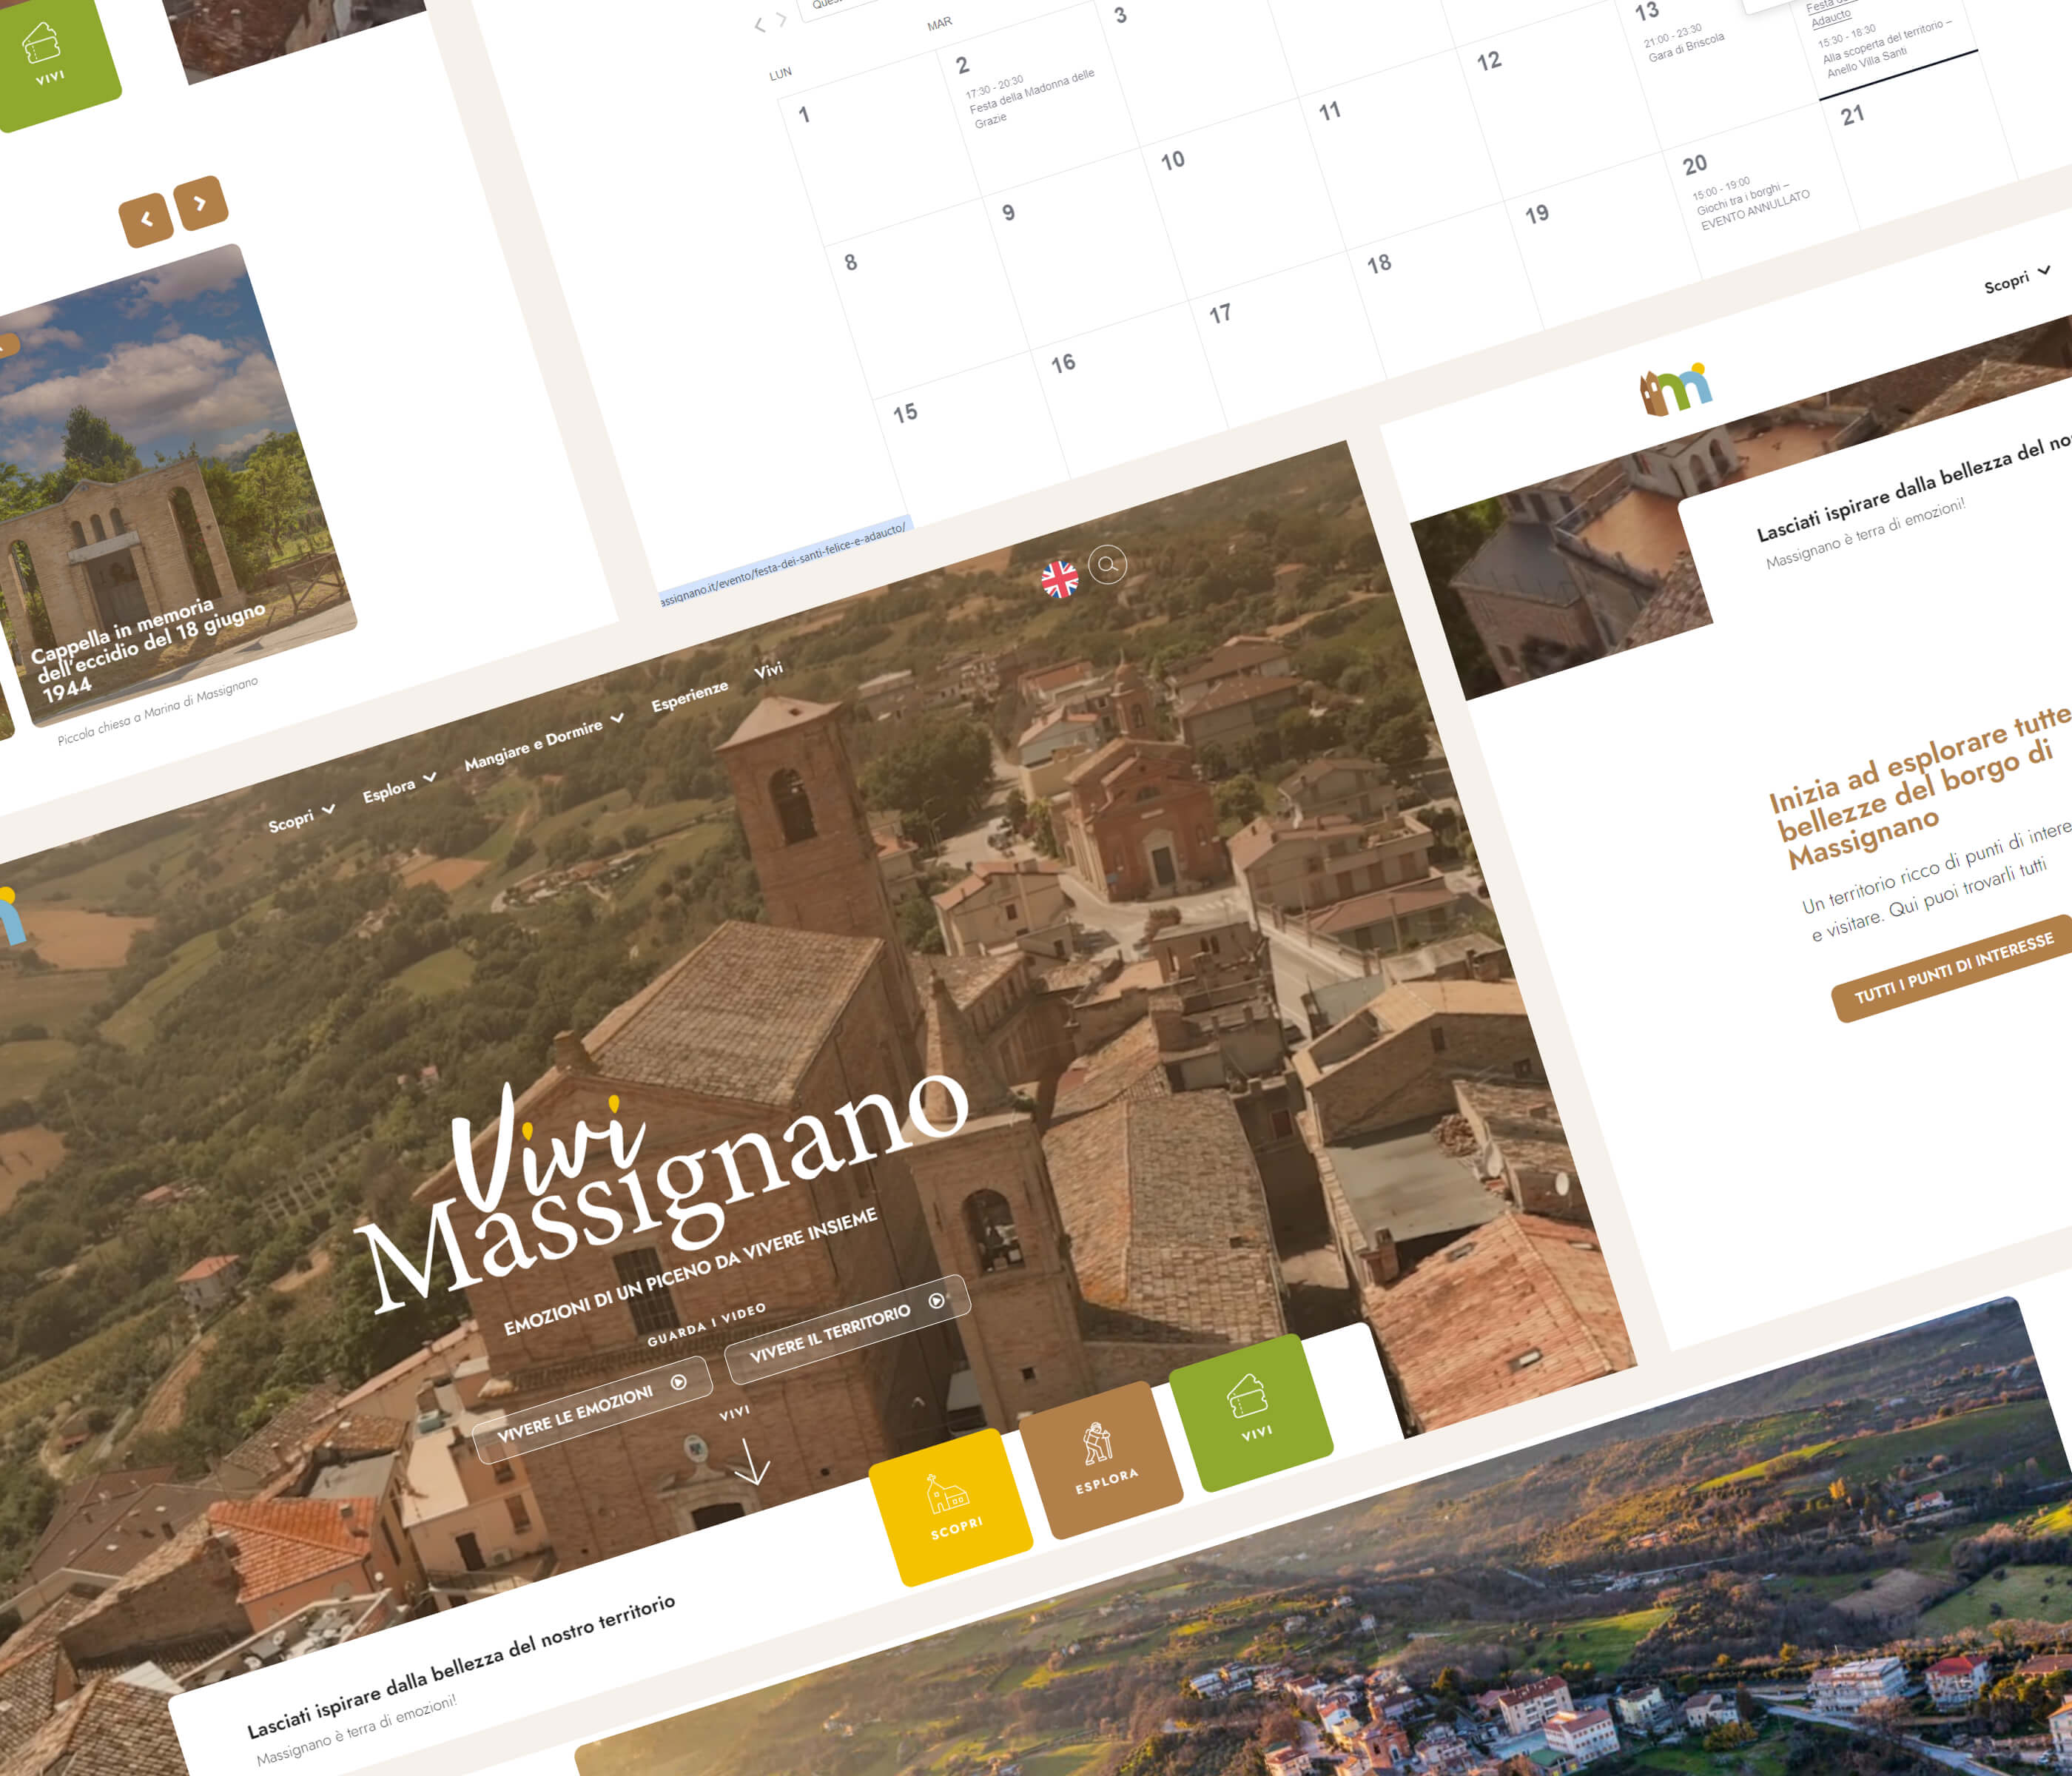 VIVI
Cappella in memoria
dell'eccidio del 18 giugno
1944
Piccola chiesa a Marina di Massignano
LUN
MAR
1
2
17:30 - 20:30
Festa della Madonna delle
Grazie
3
8
9
10
11
12
13
21:00 - 23:30
Gara di Briscola
Adaucto
15:30 - 18:30
Alla scoperta del territorio –
Anello Villa Santi
15
16
17
18
19
20
15:00 - 19:00
Giochi tra i borghi –
EVENTO ANNULLATO
21
assignano.it/evento/festa-dei-santi-felice-e-adaucto/
Scopri
Esplora
Mangiare e Dormire
Esperienze
Vivi
Vivi
Massignano
EMOZIONI DI UN PICENO DA VIVERE INSIEME
GUARDA I VIDEO
VIVERE LE EMOZIONI
VIVERE IL TERRITORIO
VIVI
SCOPRI
ESPLORA
VIVI
Lasciati ispirare dalla bellezza del nostro territorio
Massignano è terra di emozioni!
Scopri
Lasciati ispirare dalla bellezza del no
Massignano è terra di emozioni!
Inizia ad esplorare tutte
bellezze del borgo di
Massignano
Un territorio ricco di punti di intere
e visitare. Qui puoi trovarli tutti
TUTTI I PUNTI DI INTERESSE